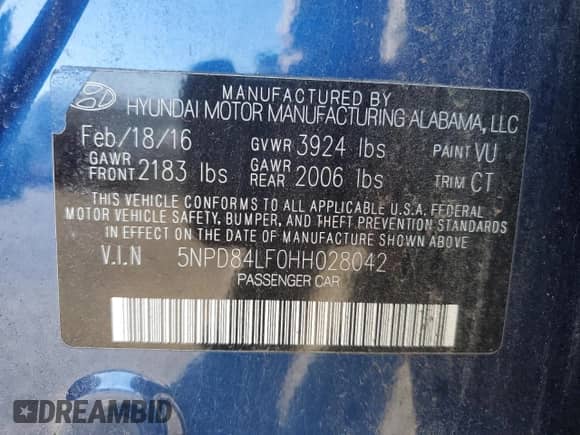 MANUFACTURED BY
HYUNDAI MOTOR MANUFACTURING ALABAMA, LLC
Feb/18/16 GVWR 3924 lbs PAINT VU
GAWR FRONT 2183 lbs GAWR REAR 2006 lbs TRIM CT
THIS VEHICLE CONFORMS TO ALL APPLICABLE U.S.A. FEDERAL
MOTOR VEHICLE SAFETY, BUMPER, AND THEFT PREVENTION STANDARDS
IN EFFECT ON THE DATE OF MANUFACTURE SHOWN ABOVE.
V.I.N 5NPD84LF0HH028042
PASSENGER CAR
DREAMBID